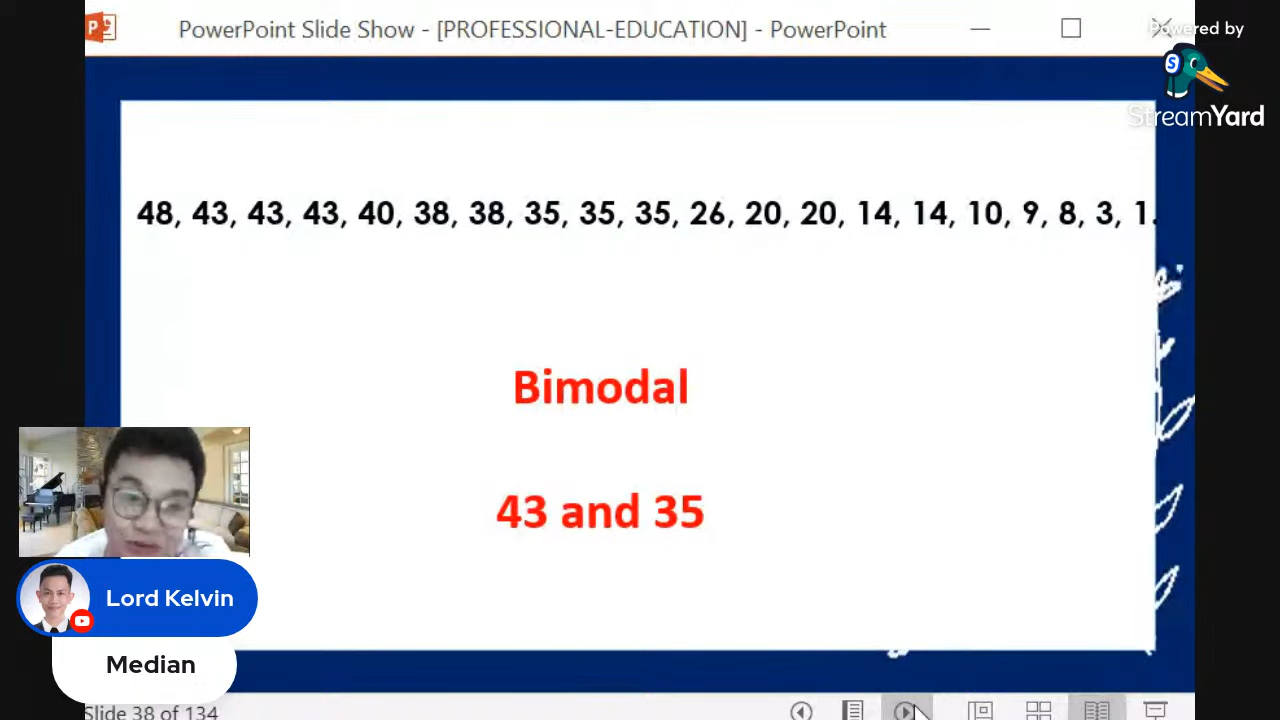 PowerPoint Slide Show - [PROFESSIONAL-EDUCATION] - PowerPoint
Powered by
StreamYard
48, 43, 43, 43, 40, 38, 38, 35, 35, 35, 26, 20, 20, 14, 14, 10, 9, 8, 3, 1.
Bimodal
43 and 35
Lord Kelvin
Median
Slide 38 of 134